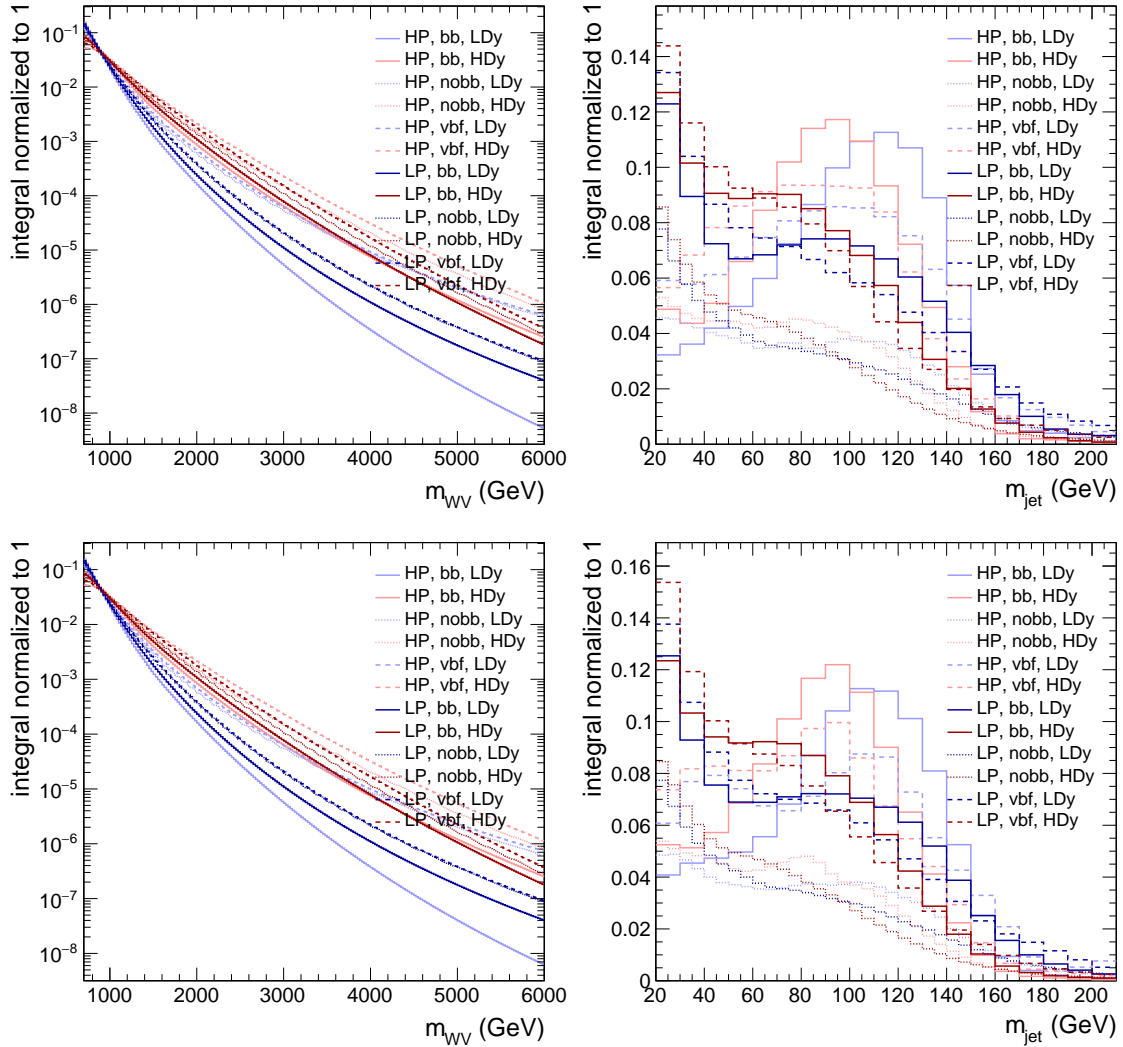 integral normalized to 1
10⁻¹
10⁻²
10⁻³
10⁻⁴
10⁻⁵
10⁻⁶
10⁻⁷
10⁻⁸
HP, bb, LDy
HP, bb, HDy
HP, nobb, LDy
HP, nobb, HDy
HP, vbf, LDy
HP, vbf, HDy
LP, bb, LDy
LP, bb, HDy
LP, nobb, LDy
LP, nobb, HDy
LP, vbf, LDy
LP, vbf, HDy
1000 2000 3000 4000 5000 6000
m_WV (GeV)
integral normalized to 1
0.14
0.12
0.1
0.08
0.06
0.04
0.02
0
HP, bb, LDy
HP, bb, HDy
HP, nobb, LDy
HP, nobb, HDy
HP, vbf, LDy
HP, vbf, HDy
LP, bb, LDy
LP, bb, HDy
LP, nobb, LDy
LP, nobb, HDy
LP, vbf, LDy
LP, vbf, HDy
20 40 60 80 100 120 140 160 180 200
m_jet (GeV)
integral normalized to 1
10⁻¹
10⁻²
10⁻³
10⁻⁴
10⁻⁵
10⁻⁶
10⁻⁷
10⁻⁸
HP, bb, LDy
HP, bb, HDy
HP, nobb, LDy
HP, nobb, HDy
HP, vbf, LDy
HP, vbf, HDy
LP, bb, LDy
LP, bb, HDy
LP, nobb, LDy
LP, nobb, HDy
LP, vbf, LDy
LP, vbf, HDy
1000 2000 3000 4000 5000 6000
m_WV (GeV)
integral normalized to 1
0.16
0.14
0.12
0.1
0.08
0.06
0.04
0.02
0
HP, bb, LDy
HP, bb, HDy
HP, nobb, LDy
HP, nobb, HDy
HP, vbf, LDy
HP, vbf, HDy
LP, bb, LDy
LP, bb, HDy
LP, nobb, LDy
LP, nobb, HDy
LP, vbf, LDy
LP, vbf, HDy
20 40 60 80 100 120 140 160 180 200
m_jet (GeV)